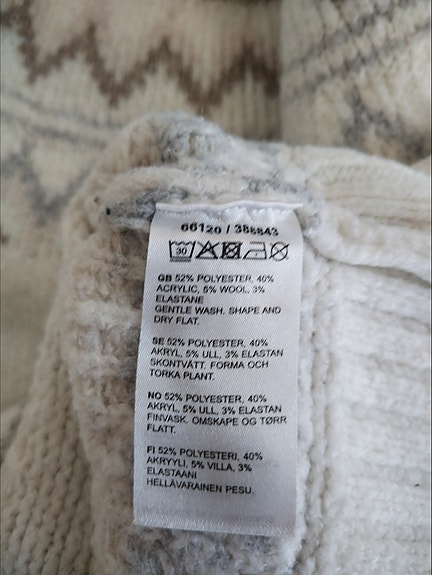 66120 / 386843
30
GB 52% POLYESTER, 40%
ACRYLIC, 5% WOOL, 3%
ELASTANE
GENTLE WASH. SHAPE AND
DRY FLAT.
SE 52% POLYESTER, 40%
AKRYL, 5% ULL, 3% ELASTAN
SKONTVÄTT. FORMA OCH
TORKA PLANT.
NO 52% POLYESTER, 40%
AKRYL, 5% ULL, 3% ELASTAN
FINVASK. OMSKAPE OG TØRR
FLATT.
FI 52% POLYESTERI, 40%
AKRYYLI, 5% VILLA, 3%
ELASTAANI
HELLÄVARAINEN PESU.